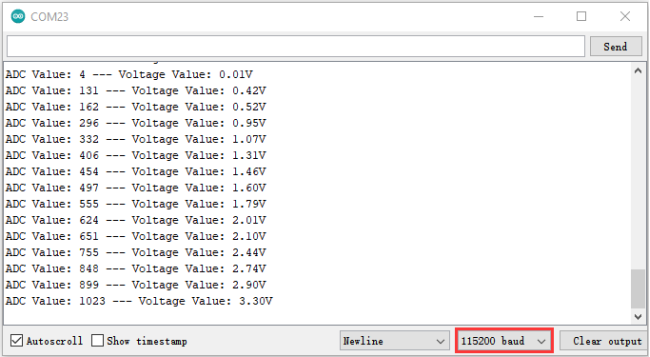 COM23
Send
ADC Value: 4 --- Voltage Value: 0.01V
ADC Value: 131 --- Voltage Value: 0.42V
ADC Value: 162 --- Voltage Value: 0.52V
ADC Value: 296 --- Voltage Value: 0.95V
ADC Value: 332 --- Voltage Value: 1.07V
ADC Value: 406 --- Voltage Value: 1.31V
ADC Value: 454 --- Voltage Value: 1.46V
ADC Value: 497 --- Voltage Value: 1.60V
ADC Value: 555 --- Voltage Value: 1.79V
ADC Value: 624 --- Voltage Value: 2.01V
ADC Value: 651 --- Voltage Value: 2.10V
ADC Value: 755 --- Voltage Value: 2.44V
ADC Value: 848 --- Voltage Value: 2.74V
ADC Value: 899 --- Voltage Value: 2.90V
ADC Value: 1023 --- Voltage Value: 3.30V
Autoscroll Show timestamp Newline 115200 baud Clear output